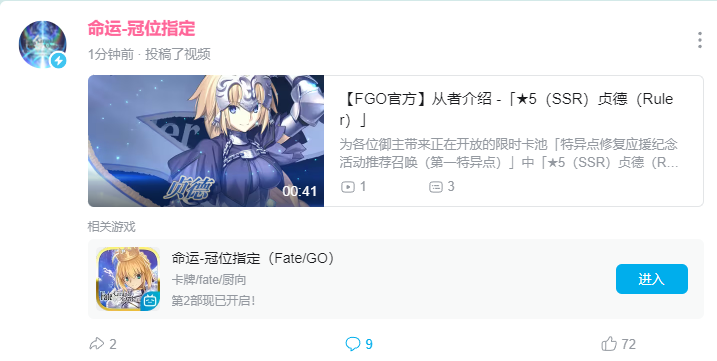 命运-冠位指定
1分钟前 · 投稿了视频
贞德
00:41
【FGO官方】从者介绍 -「★5（SSR）贞德（Rule
r）」
为各位御主带来正在开放的限时卡池「特异点修复应援纪念
活动推荐召唤（第一特异点）」中「★5（SSR）贞德（R...
1
3
相关游戏
命运-冠位指定（Fate/GO）
卡牌/fate/厨向
第2部现已开启！
进入
2
9
72